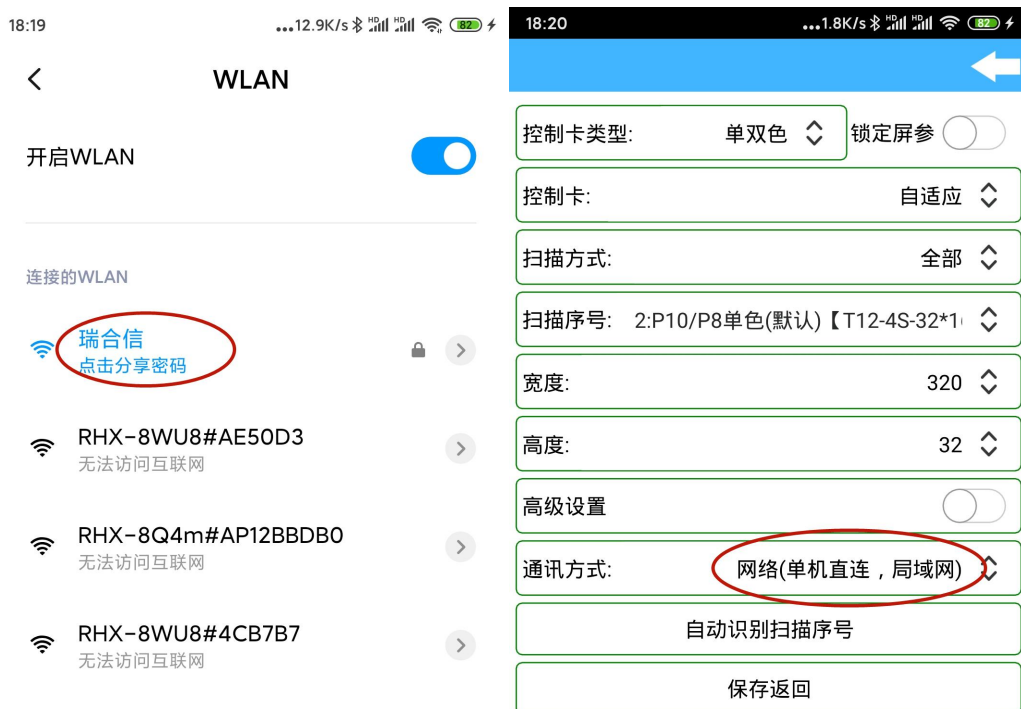 18:19
...12.9K/s
HD
HD
82
WLAN
开启WLAN
连接的WLAN
瑞合信
点击分享密码
RHX-8WU8#AE50D3
无法访问互联网
RHX-8Q4m#AP12BBDB0
无法访问互联网
RHX-8WU8#4CB7B7
无法访问互联网
18:20
...1.8K/s
HD
HD
82
控制卡类型: 单双色
锁定屏参
控制卡: 自适应
扫描方式: 全部
扫描序号: 2:P10/P8单色(默认)【T12-4S-32*1
宽度: 320
高度: 32
高级设置
通讯方式: 网络(单机直连，局域网)
自动识别扫描序号
保存返回